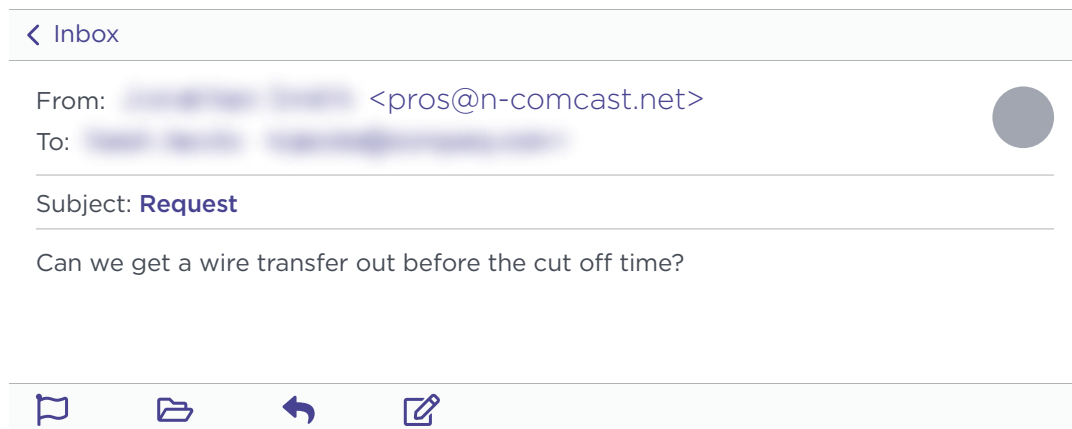 Inbox
From: <pros@n-comcast.net>
To:
Subject: Request
Can we get a wire transfer out before the cut off time?